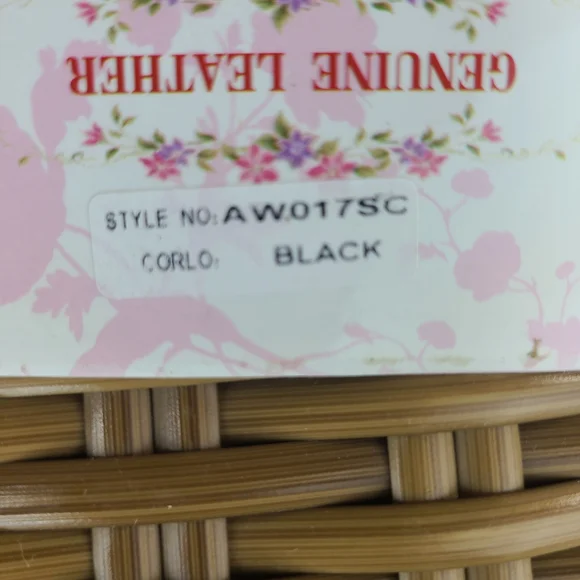 GENUINE LEATHER
STYLE NO: AW017SC
CORLO: BLACK